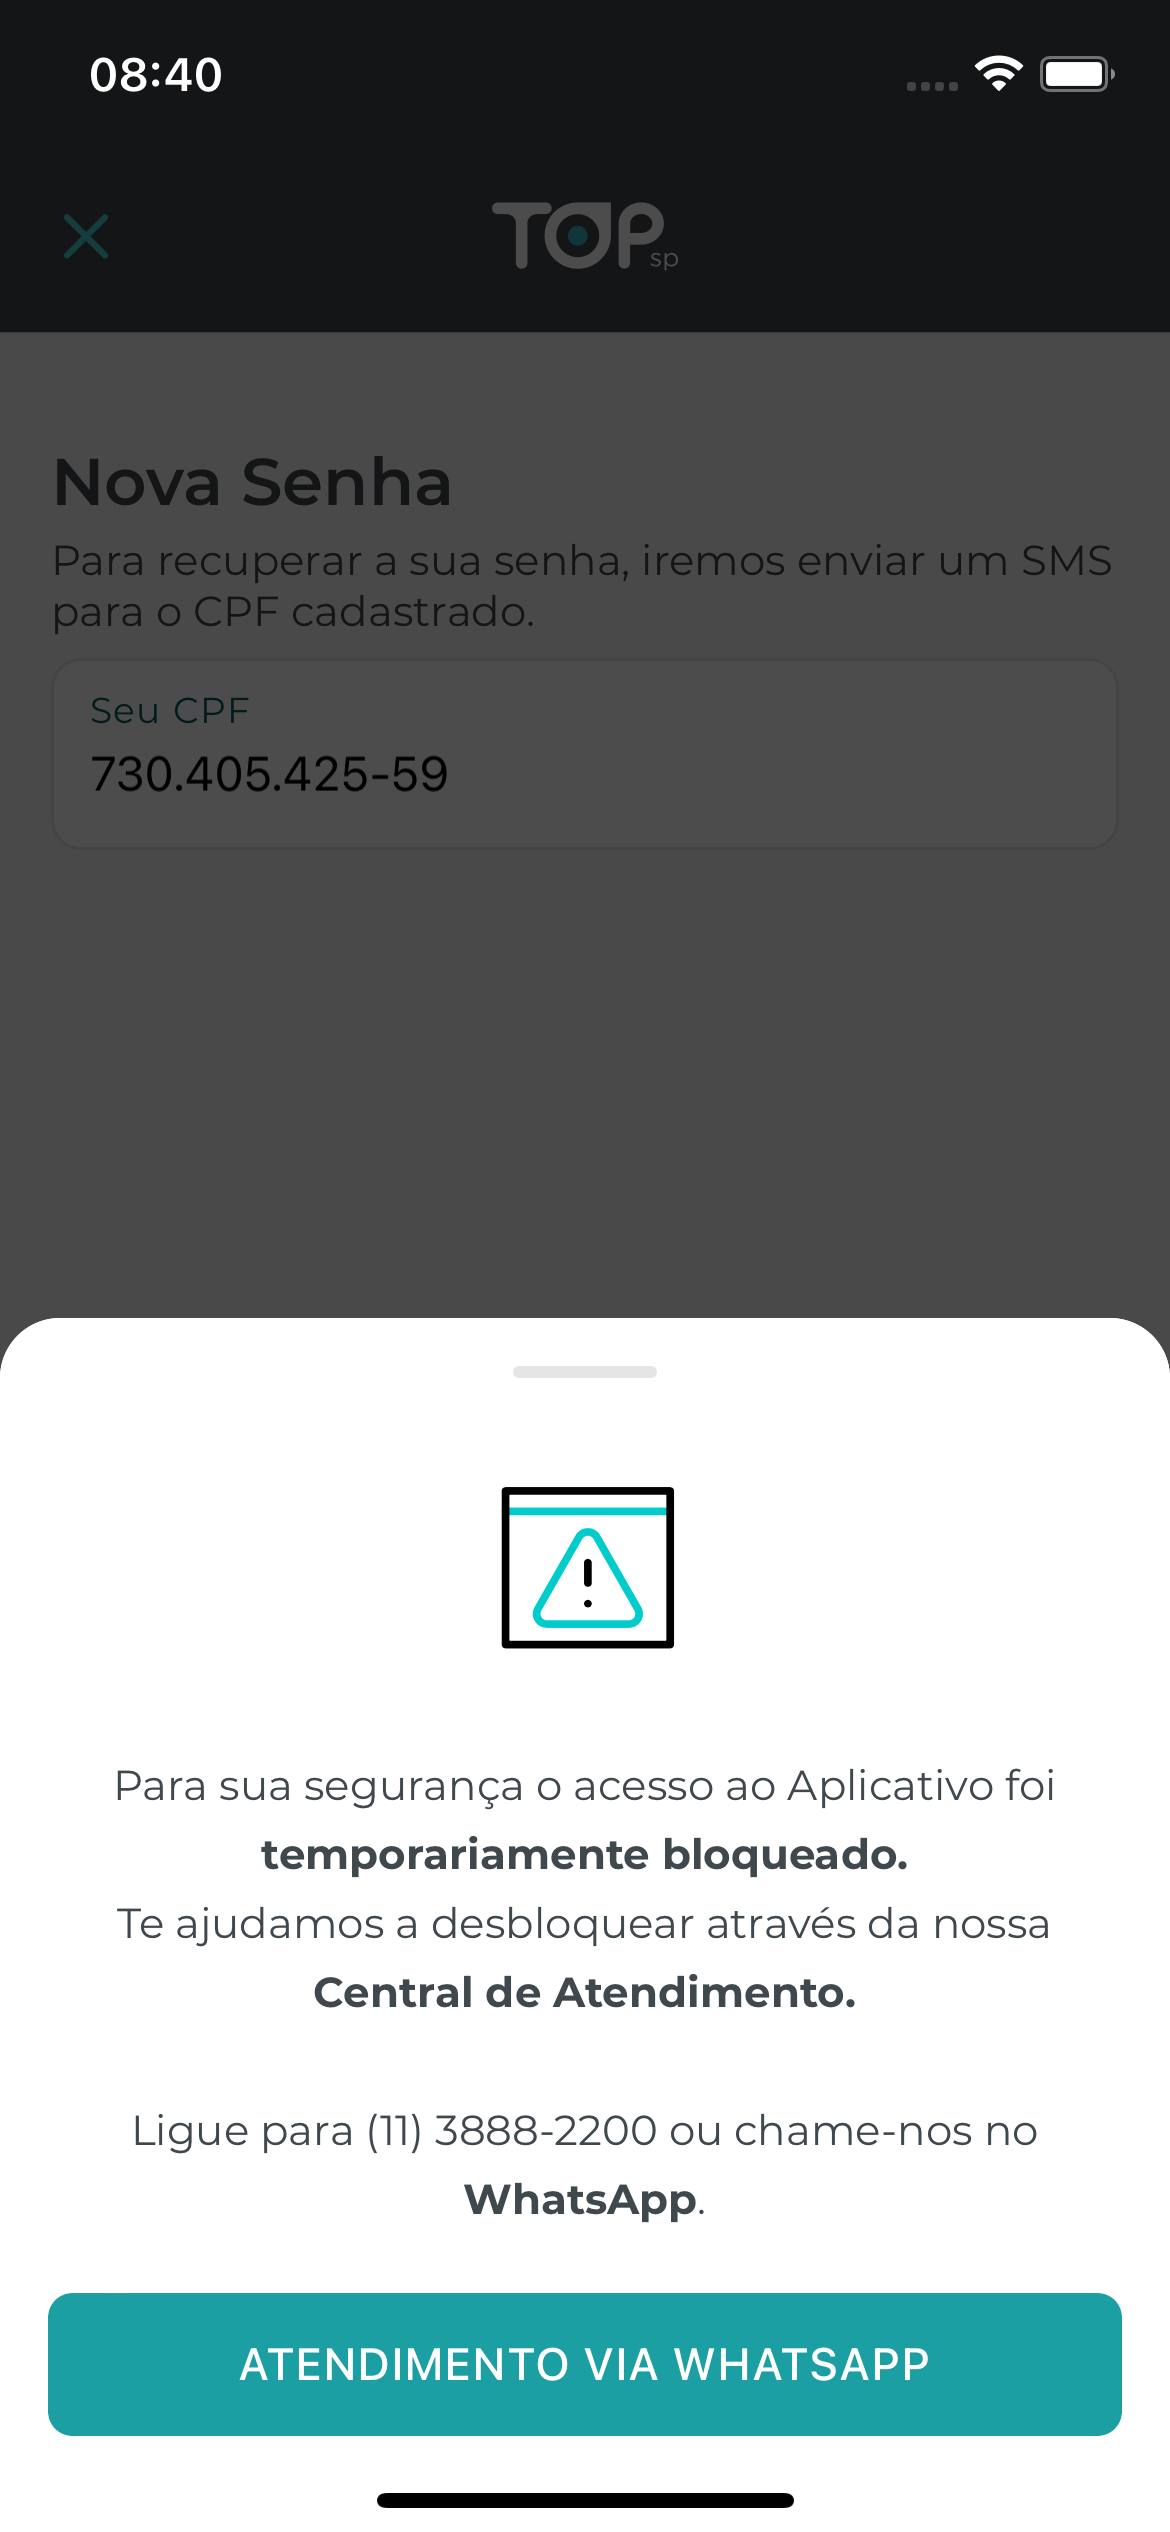 08:40
TOP sp
Nova Senha
Para recuperar a sua senha, iremos enviar um SMS
para o CPF cadastrado.
Seu CPF
730.405.425-59
Para sua segurança o acesso ao Aplicativo foi
temporariamente bloqueado.
Te ajudamos a desbloquear através da nossa
Central de Atendimento.
Ligue para (11) 3888-2200 ou chame-nos no
WhatsApp.
ATENDIMENTO VIA WHATSAPP